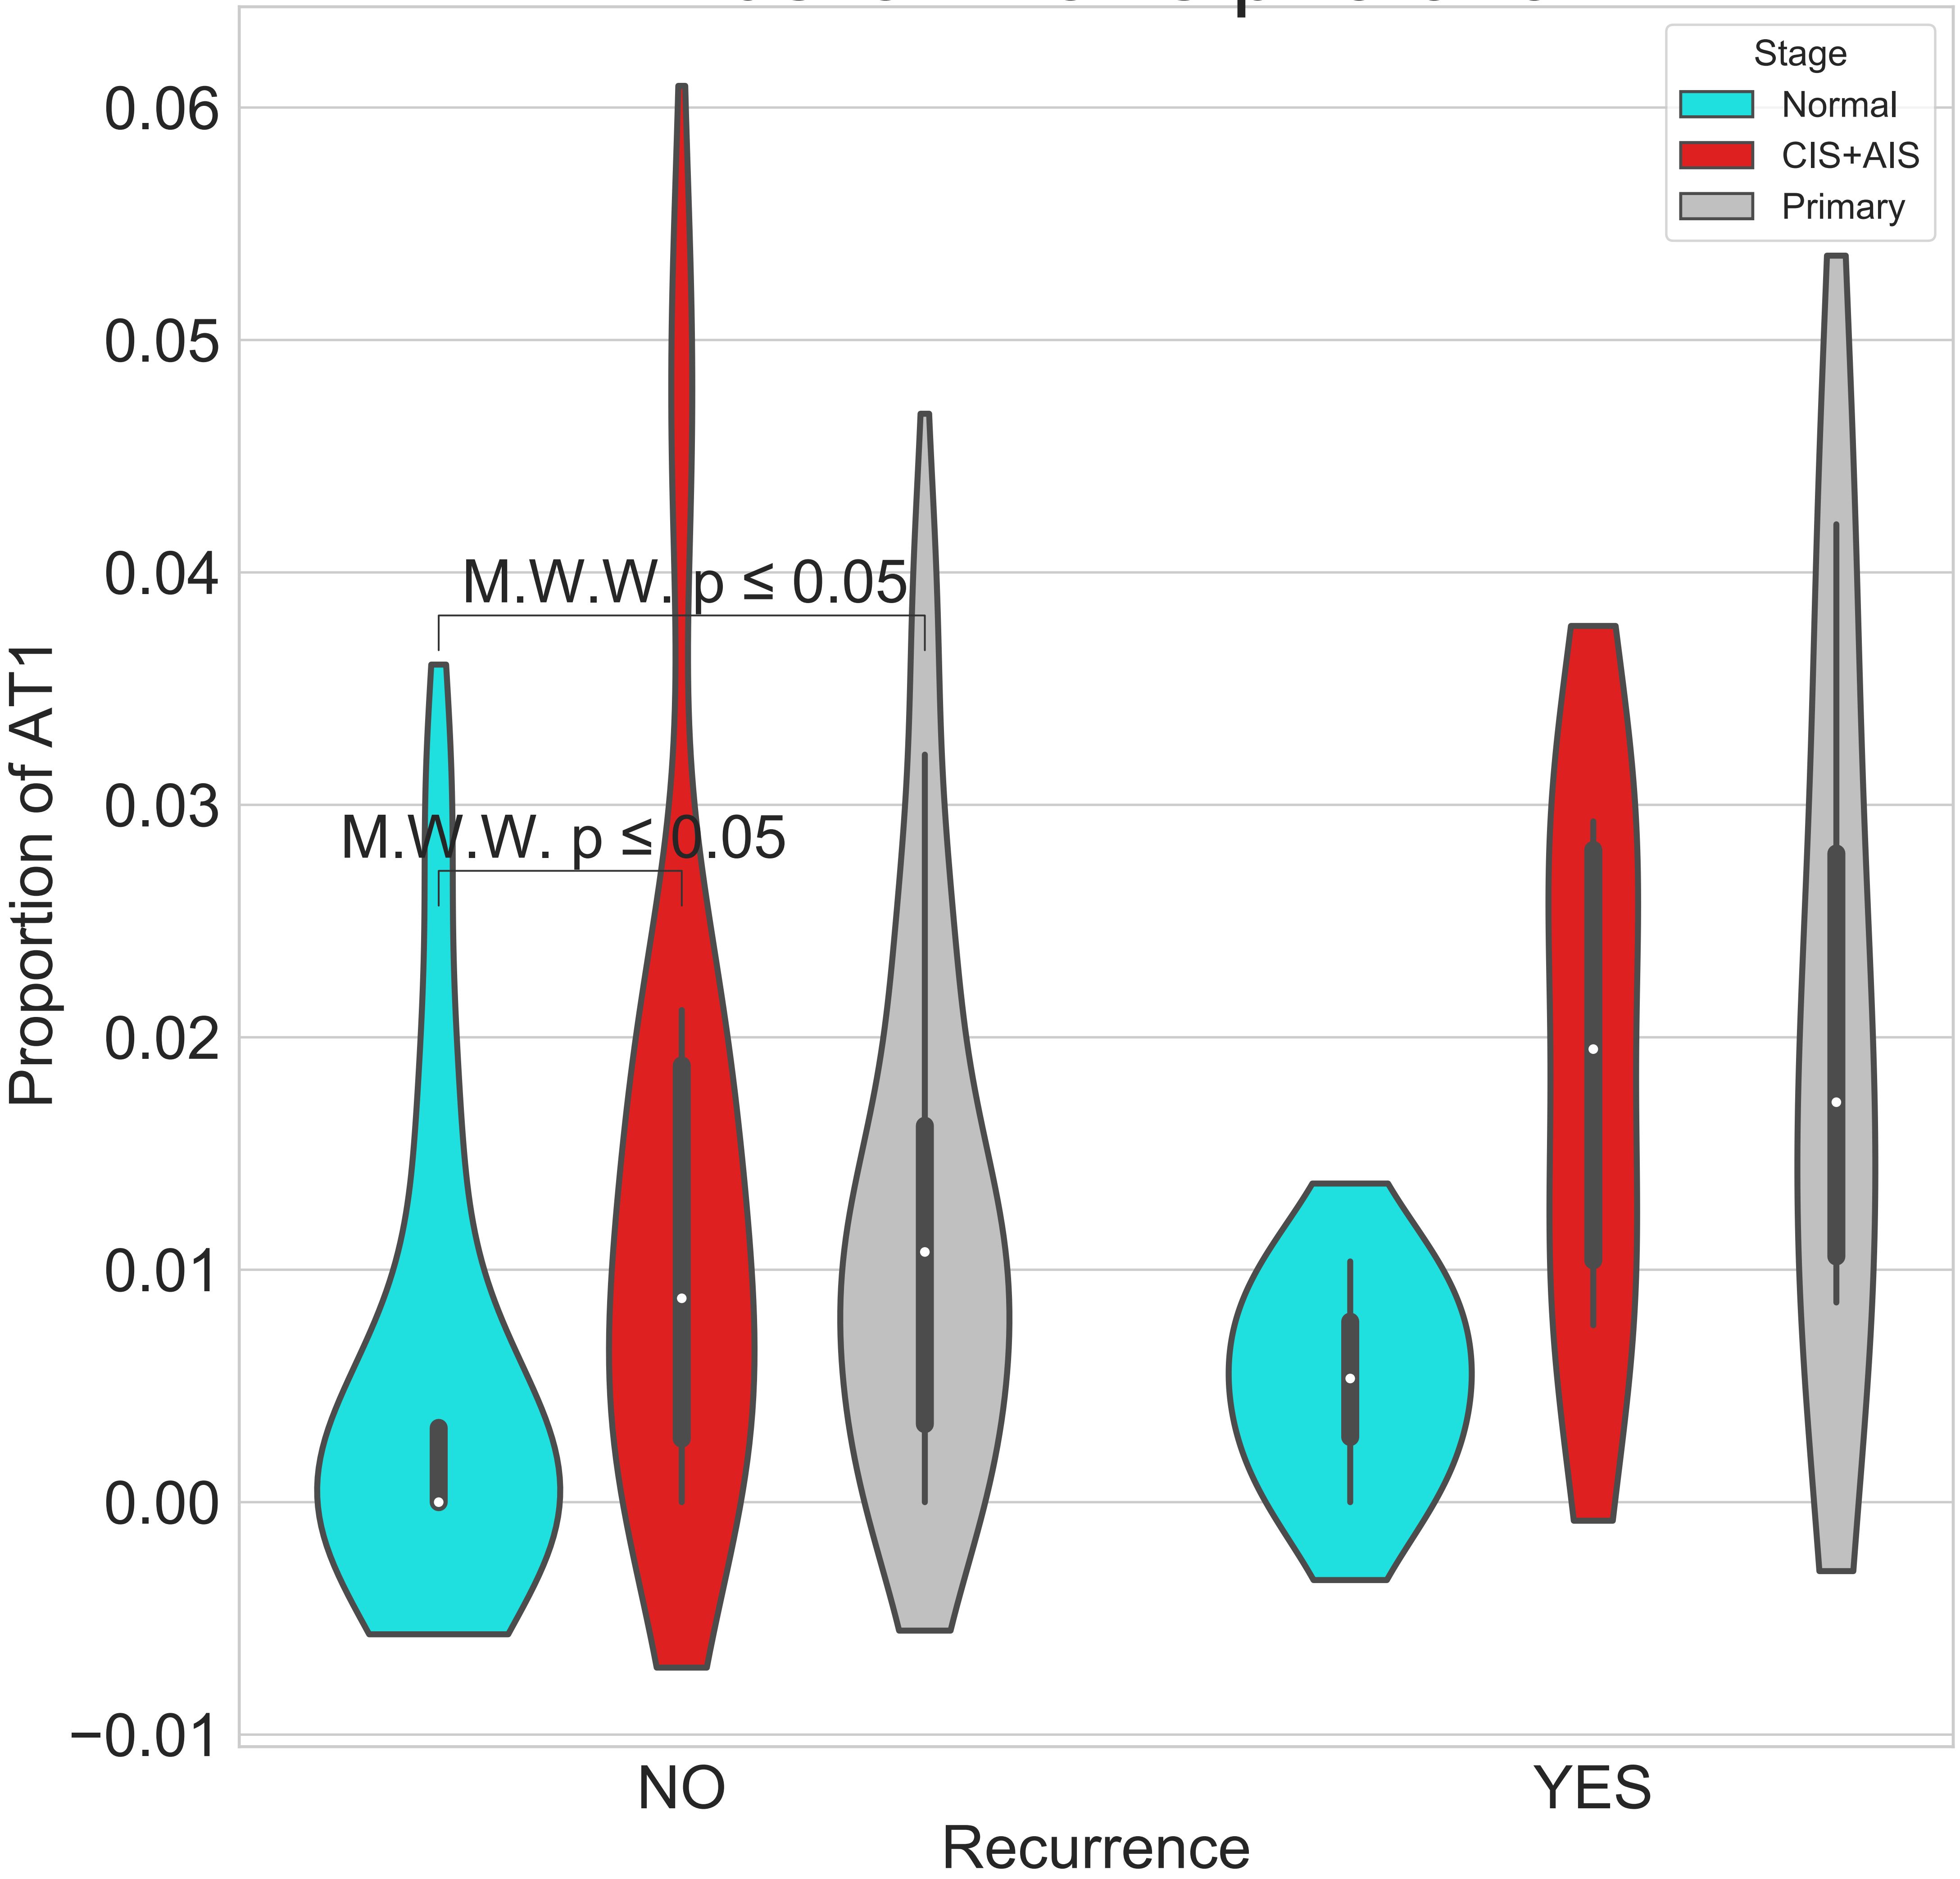 Stage
Normal
CIS+AIS
Primary
0.06
0.05
0.04
0.03
0.02
0.01
0.00
−0.01
Proportion of AT1
M.W.W. p ≤ 0.05
M.W.W. p ≤ 0.05
NO
YES
Recurrence